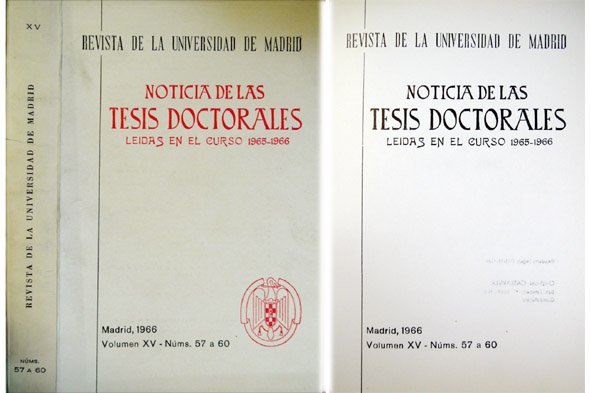 XV
REVISTA DE LA UNIVERSIDAD DE MADRID
NÚMS.
57 a 60
REVISTA DE LA UNIVERSIDAD DE MADRID
NOTICIA DE LAS
TESIS DOCTORALES
LEIDAS EN EL CURSO 1965-1966
Madrid, 1966
Volumen XV - Núms. 57 a 60
REVISTA DE LA UNIVERSIDAD DE MADRID
NOTICIA DE LAS
TESIS DOCTORALES
LEIDAS EN EL CURSO 1965-1966
Madrid, 1966
Volumen XV - Núms. 57 a 60